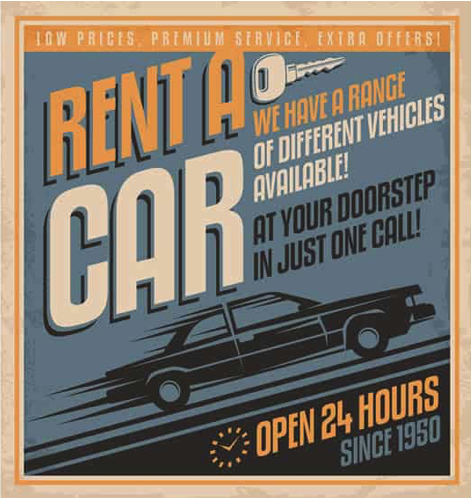 LOW PRICES, PREMIUM SERVICE, EXTRA OFFERS!
RENT A
CAR
WE HAVE A RANGE
OF DIFFERENT VEHICLES
AVAILABLE!
AT YOUR DOORSTEP
IN JUST ONE CALL!
OPEN 24 HOURS
SINCE 1950